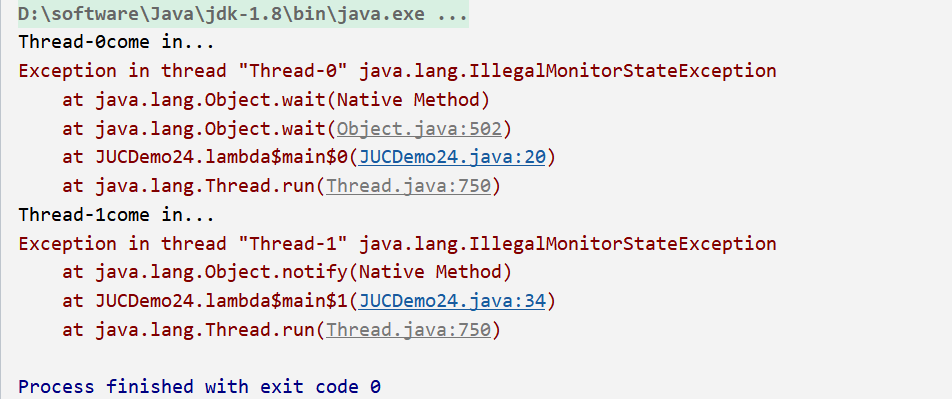 D:\software\Java\jdk-1.8\bin\java.exe ...
Thread-0come in...
Exception in thread "Thread-0" java.lang.IllegalMonitorStateException
    at java.lang.Object.wait(Native Method)
    at java.lang.Object.wait(Object.java:502)
    at JUCDemo24.lambda$main$0(JUCDemo24.java:20)
    at java.lang.Thread.run(Thread.java:750)
Thread-1come in...
Exception in thread "Thread-1" java.lang.IllegalMonitorStateException
    at java.lang.Object.notify(Native Method)
    at JUCDemo24.lambda$main$1(JUCDemo24.java:34)
    at java.lang.Thread.run(Thread.java:750)
Process finished with exit code 0